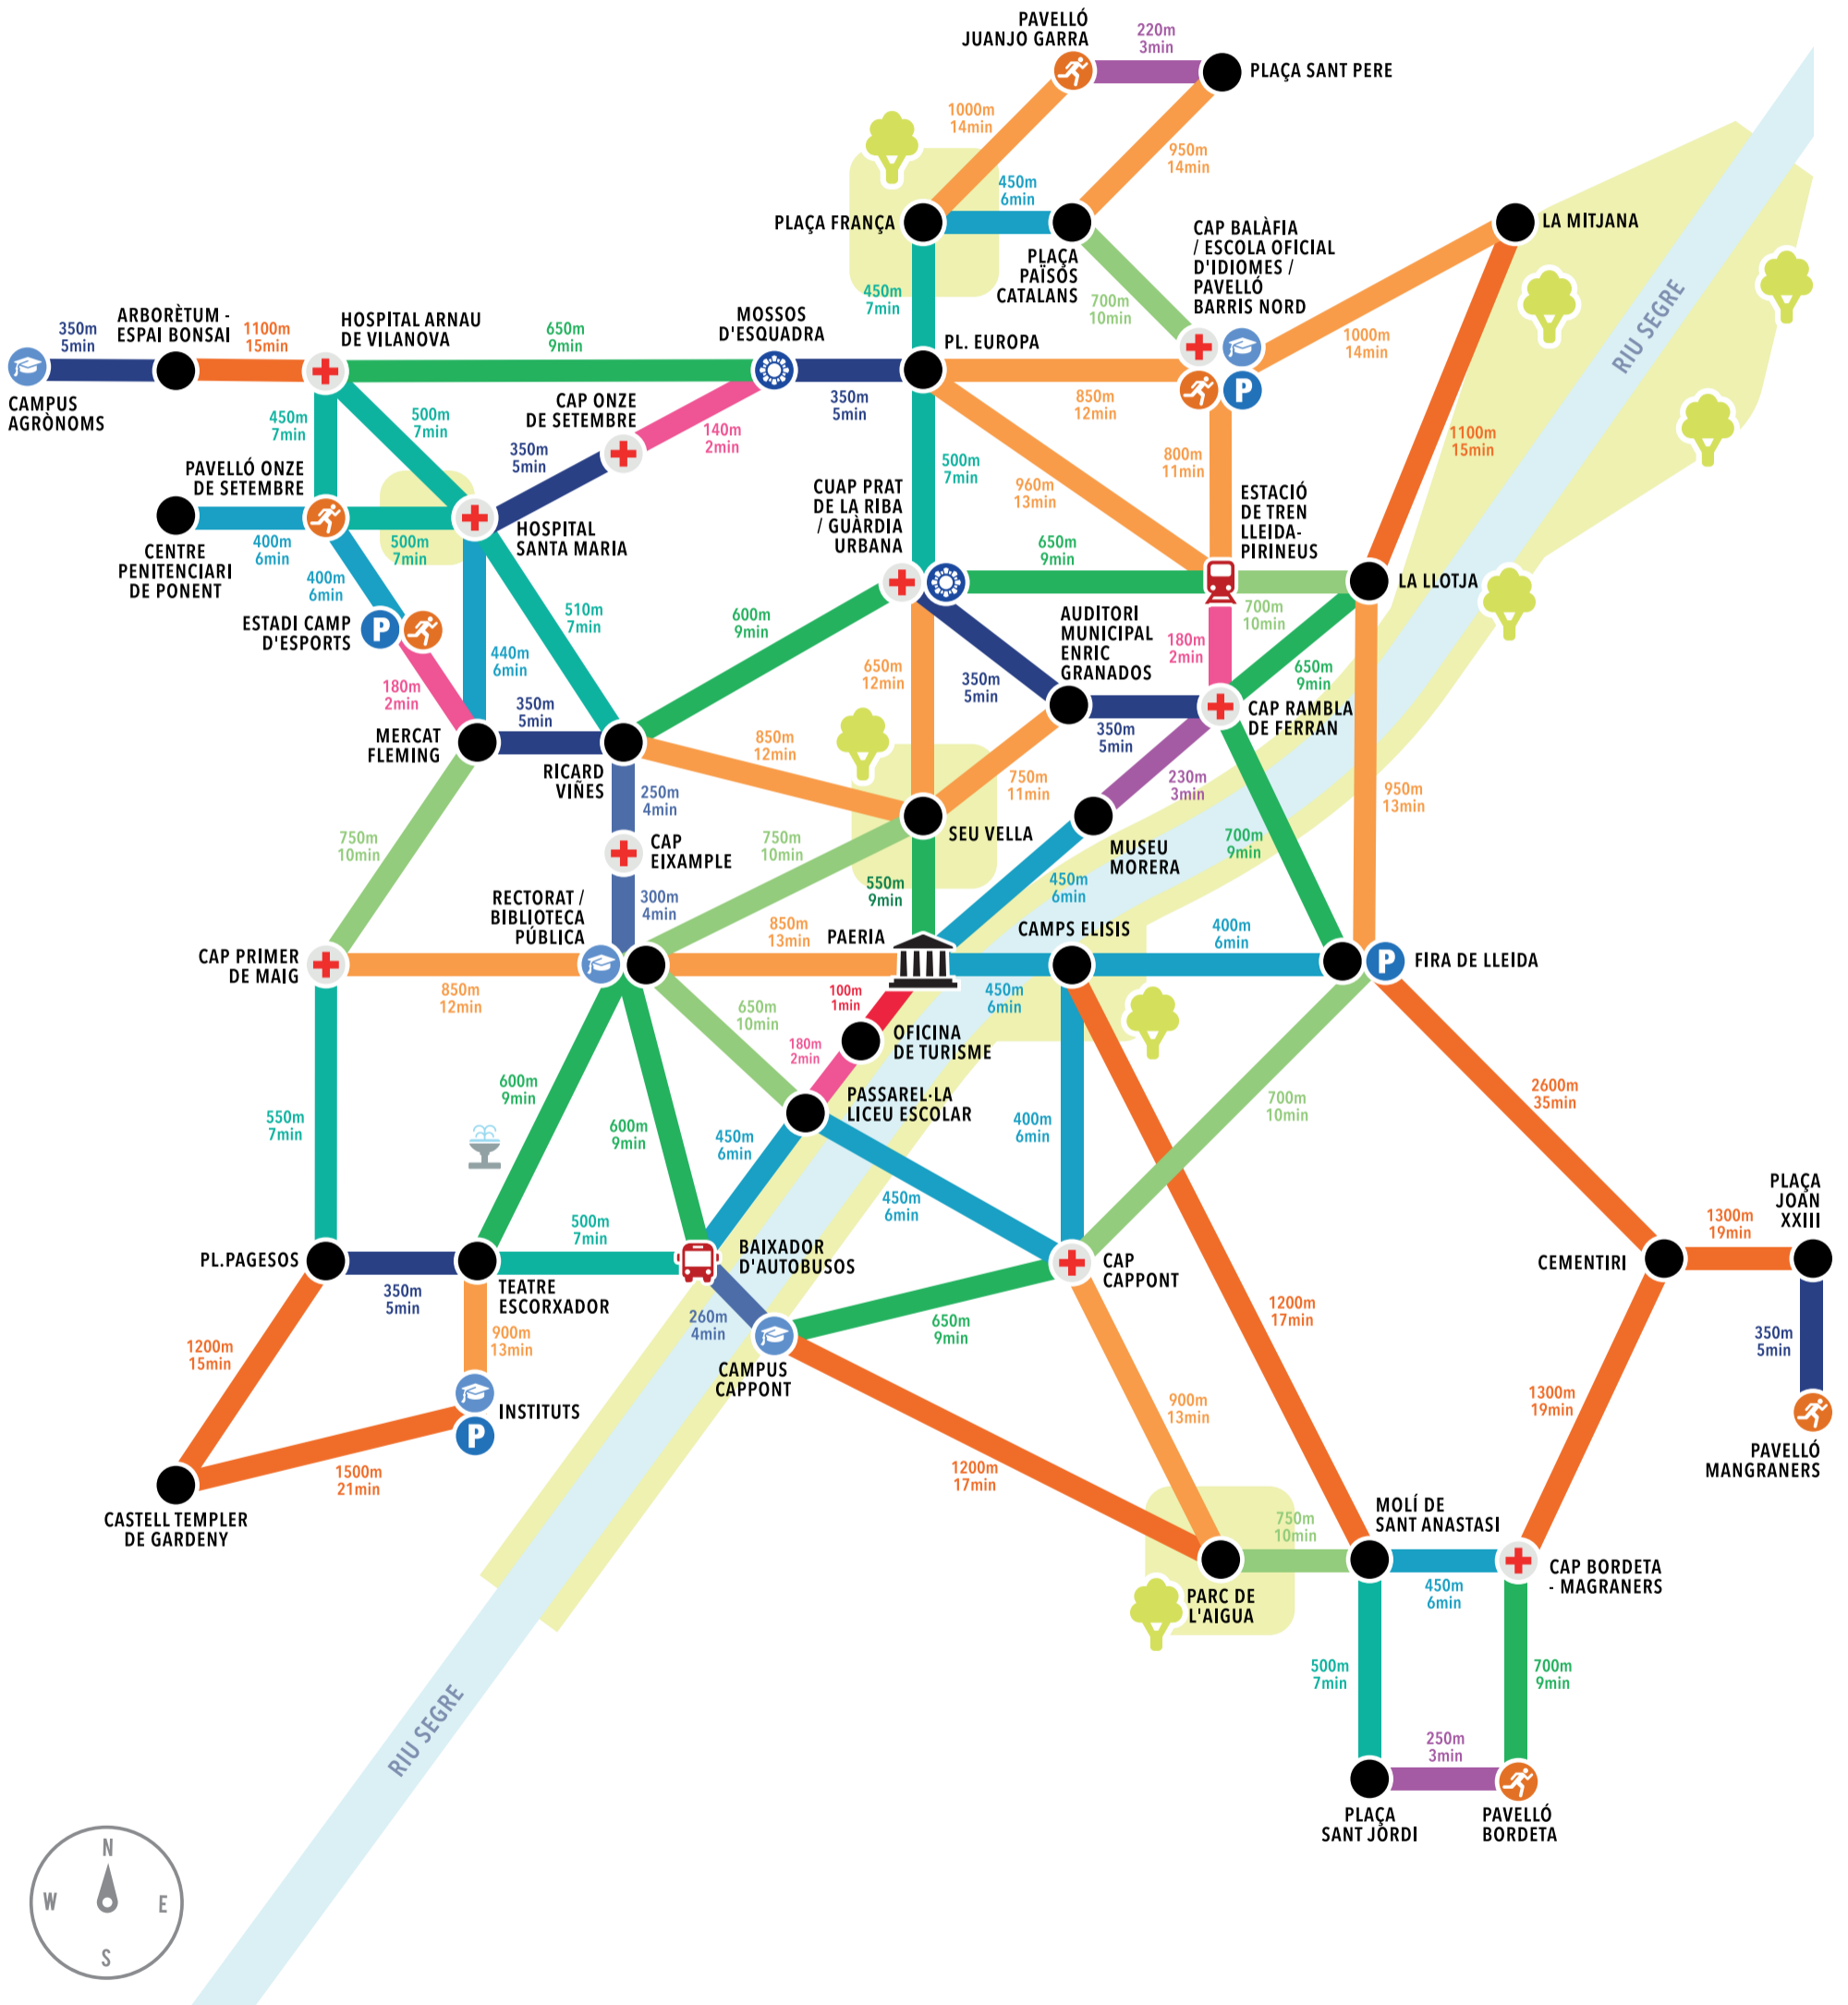 PAVELLÓ
JUANJO GARRA
220m
3min
PLAÇA SANT PERE
1000m
14min
950m
14min
450m
6min
PLAÇA FRANÇA
PLAÇA
PAÏSOS
CATALANS
CAP BALÀFIA
/ ESCOLA OFICIAL
D'IDIOMES /
PAVELLÓ
BARRIS NORD
LA MITJANA
450m
7min
700m
10min
1000m
14min
RIU SEGRE
350m
5min
ARBORÈTUM -
ESPAI BONSAI
1100m
15min
HOSPITAL ARNAU
DE VILANOVA
650m
9min
MOSSOS
D'ESQUADRA
PL. EUROPA
CAMPUS
AGRÒNOMS
350m
5min
850m
12min
450m
7min
500m
7min
CAP ONZE
DE SETEMBRE
140m
2min
350m
5min
1100m
15min
PAVELLÓ ONZE
DE SETEMBRE
500m
7min
960m
13min
800m
11min
CUAP PRAT
DE LA RIBA
/ GUÀRDIA
URBANA
ESTACIÓ
DE TREN
LLEIDA-
PIRINEUS
HOSPITAL
SANTA MARIA
CENTRE
PENITENCIARI
DE PONENT
400m
6min
500m
7min
400m
6min
650m
9min
LA LLOTJA
700m
10min
ESTADI CAMP
D'ESPORTS
P
510m
7min
600m
9min
AUDITORI
MUNICIPAL
ENRIC
GRANADOS
180m
2min
440m
6min
650m
12min
350m
5min
650m
9min
180m
2min
350m
5min
MERCAT
FLEMING
RICARD
VIÑES
850m
12min
350m
5min
CAP RAMBLA
DE FERRAN
750m
11min
230m
3min
250m
4min
950m
13min
750m
10min
CAP
EIXAMPLE
750m
10min
SEU VELLA
MUSEU
MORERA
700m
9min
RECTORAT /
BIBLIOTECA
PÚBLICA
300m
4min
550m
9min
450m
6min
CAP PRIMER
DE MAIG
850m
13min
PAERIA
CAMPS ELISIS
400m
6min
P
FIRA DE LLEIDA
850m
12min
100m
1min
450m
6min
650m
10min
180m
2min
OFICINA
DE TURISME
PASSAREL·LA
LICEU ESCOLAR
600m
9min
550m
7min
600m
9min
450m
6min
400m
6min
700m
10min
2600m
35min
450m
6min
PLAÇA
JOAN
XXIII
1300m
19min
PL.PAGESOS
500m
7min
BAIXADOR
D'AUTOBUSOS
CAP
CAPPONT
CEMENTIRI
350m
5min
TEATRE
ESCORXADOR
260m
4min
650m
9min
1200m
17min
350m
5min
1200m
15min
900m
13min
CAMPUS
CAPPONT
INSTITUTS
P
900m
13min
1300m
19min
PAVELLÓ
MANGRANERS
1500m
21min
1200m
17min
CASTELL TEMPLER
DE GARDENY
750m
10min
MOLÍ DE
SANT ANASTASI
CAP BORDETA
- MAGRANERS
450m
6min
PARC DE
L'AIGUA
500m
7min
700m
9min
RIU SEGRE
250m
3min
PLAÇA
SANT JORDI
PAVELLÓ
BORDETA
N
W
E
S